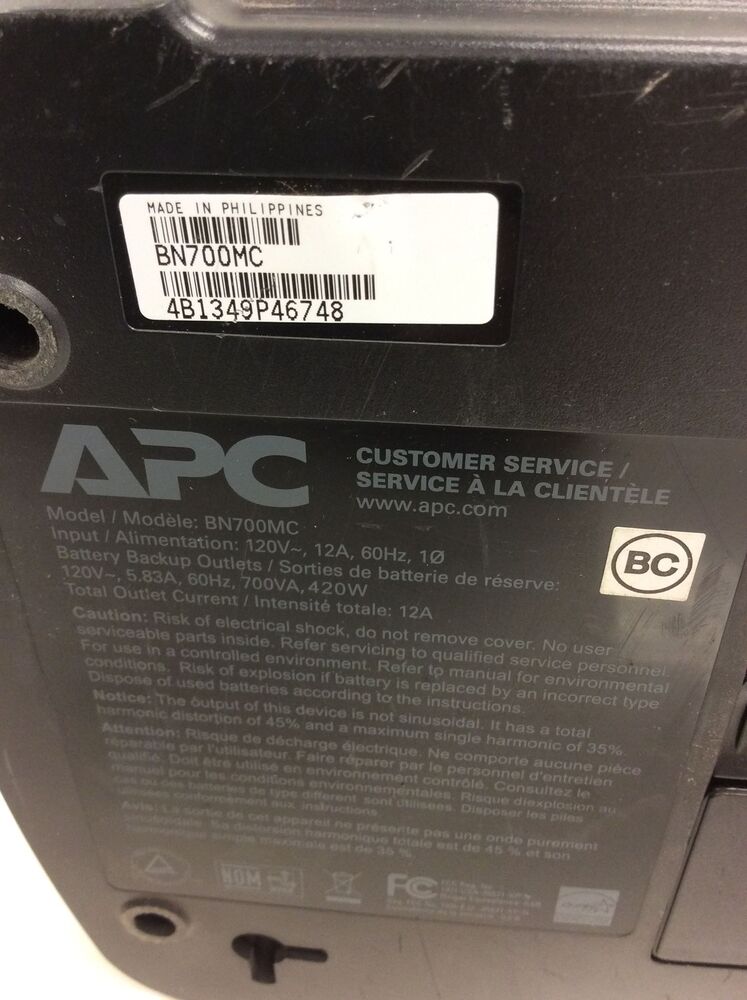 MADE IN PHILIPPINES
BN700MC
4B1349P46748
APC
CUSTOMER SERVICE /
SERVICE À LA CLIENTÈLE
www.apc.com
Model / Modèle: BN700MC
Input / Alimentation: 120V~, 12A, 60Hz, 1Ø
Battery Backup Outlets / Sorties de batterie de réserve:
120V~, 5.83A, 60Hz, 700VA, 420W
Total Outlet Current / Intensité totale: 12A
BC
Caution: Risk of electrical shock, do not remove cover. No user
serviceable parts inside. Refer servicing to qualified service personnel.
For use in a controlled environment. Refer to manual for environmental
conditions. Risk of explosion if battery is replaced by an incorrect type
Dispose of used batteries according to the instructions.
Notice: The output of this device is not sinusoidal. It has a total
harmonic distortion of 45% and a maximum single harmonic of 35%.
Attention: Risque de décharge électrique. Ne comporte aucune pièce
réparable par l'utilisateur. Faire réparer par le personnel d'entretien
qualifié. Doit être utilisé en environnement contrôlé. Consultez le
manuel pour les conditions environnementales. Risque d'explosion au
cas ou des batteries de type different sont utilisées. Disposer les piles
conformement aux instructions
Avis: La sortie de cet appareil ne présente pas une onde purement
sinusoidale. Sa distorsion harmonique totale est de 45 % et son
harmonique simple maximale est de 35 %.
NOM
FC